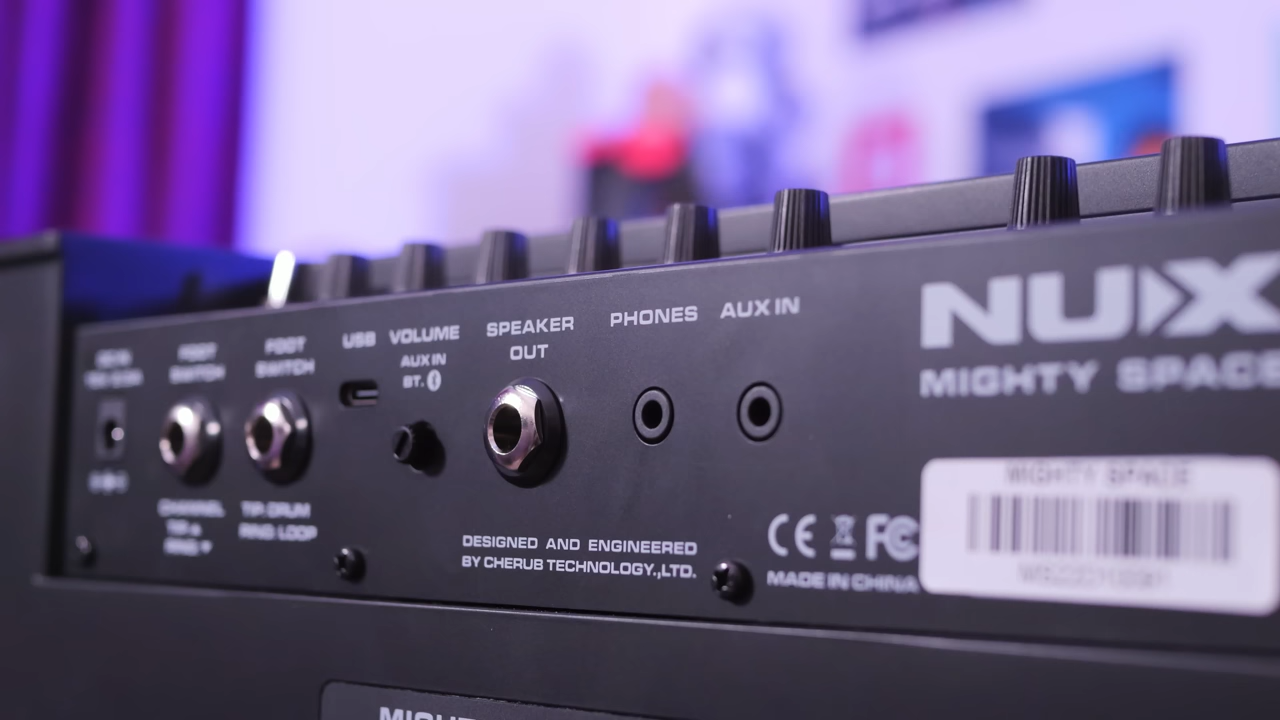 FOOT
SWITCH
FOOT
SWITCH
USB
VOLUME
AUX IN
BT.
SPEAKER
OUT
PHONES
AUX IN
NUX
MIGHTY SPACE
CHANNEL
TIP:DRUM
RING:LOOP
DESIGNED AND ENGINEERED
BY CHERUB TECHNOLOGY.,LTD.
CE FC
MADE IN CHINA
MIGHTY SPACE